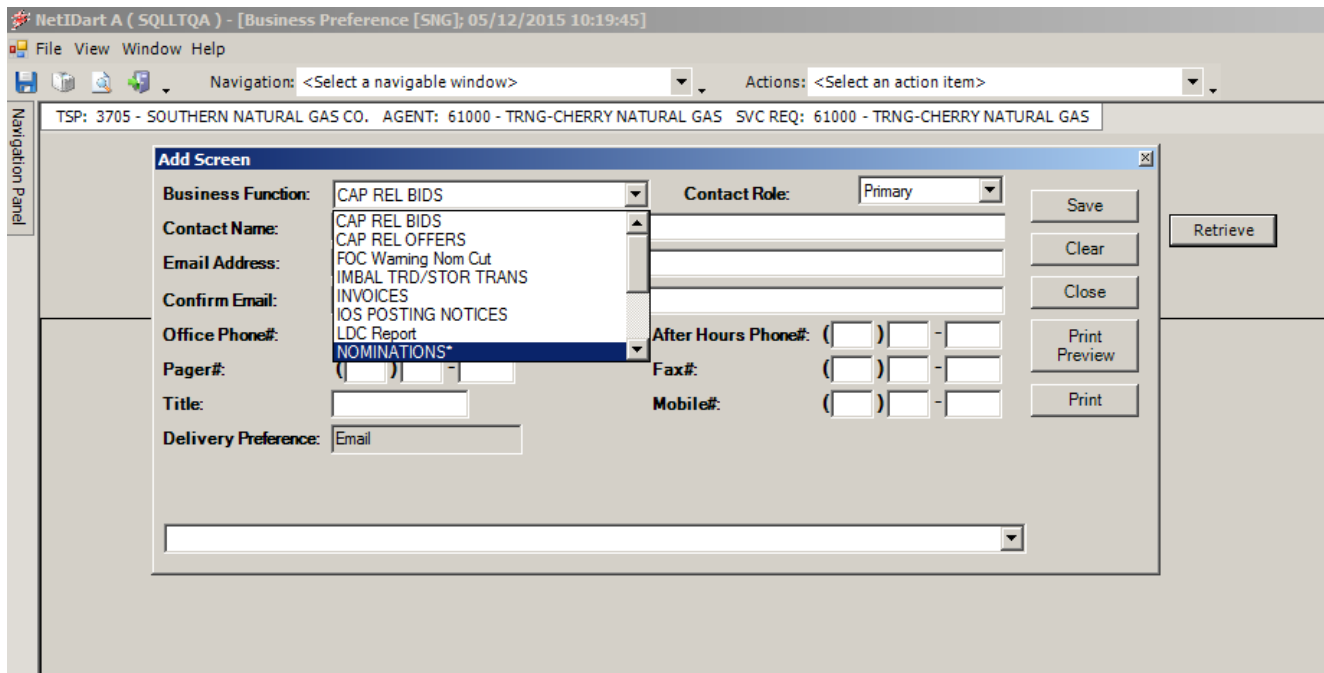 NetIDart A ( SQLLTQA ) - [Business Preference [SNG]; 05/12/2015 10:19:45]
File View Window Help
Navigation: <Select a navigable window> Actions: <Select an action item>
Navigation Panel
TSP: 3705 - SOUTHERN NATURAL GAS CO. AGENT: 61000 - TRNG-CHERRY NATURAL GAS SVC REQ: 61000 - TRNG-CHERRY NATURAL GAS
Add Screen
Business Function: CAP REL BIDS Contact Role: Primary
Save
CAP REL BIDS
Contact Name:
Retrieve
CAP REL OFFERS
Clear
FOC Warning Nom Cut
Email Address:
IMBAL TRD/STOR TRANS
Close
INVOICES
Confirm Email:
IOS POSTING NOTICES
LDC Report
Office Phone#: After Hours Phone#: ( ) -
Print Preview
NOMINATIONS*
Pager#: ( ) - Fax#: ( ) -
Title: Mobile#: ( ) -
Print
Delivery Preference: Email